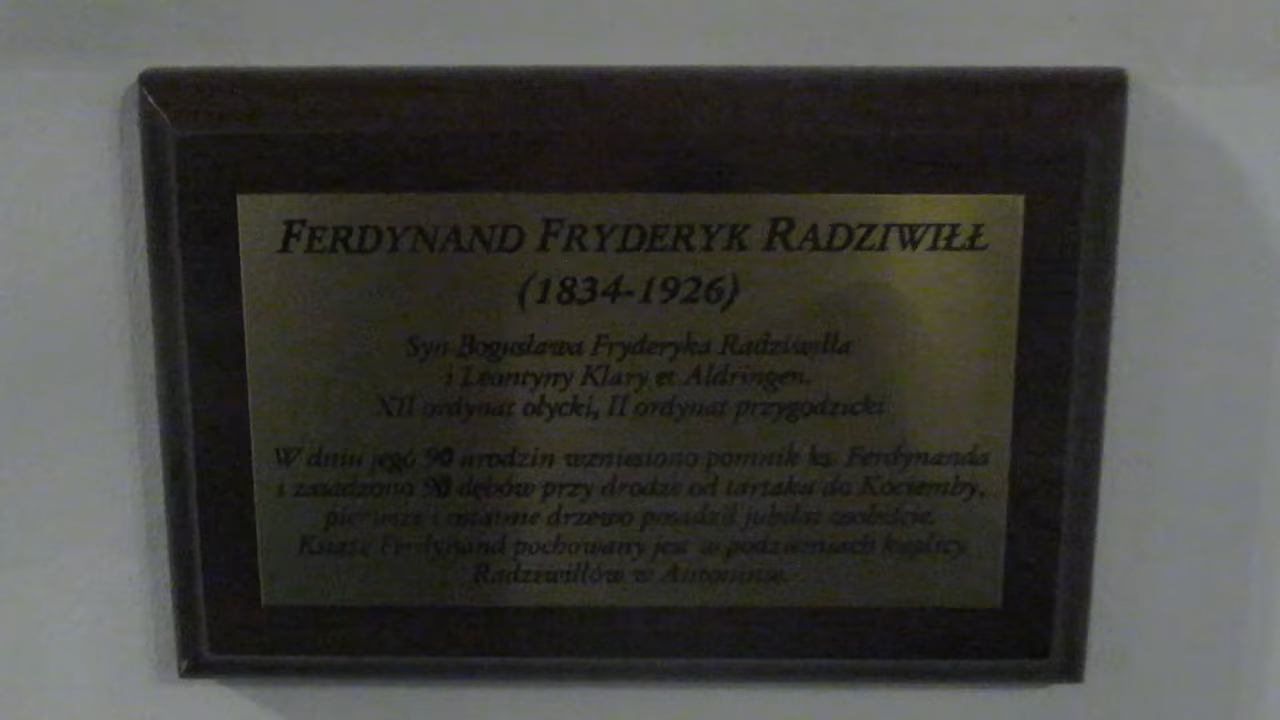 FERDYNAND FRYDERYK RADZIWIŁŁ
(1834-1926)
Syn Bogusława Fryderyka Radziwiłła
i Leontyny Klary et Aldringen.
XII ordynat ołycki, II ordynat przygodzicki
W dniu jego 90 urodzin wzniesiono pomnik ks. Ferdynanda
i zasadzono 90 dębów przy drodze od tartaku do Kociemby,
pierwsze i ostatnie drzewo posadził jubilat osobiście.
Książę Ferdynand pochowany jest w podziemiach kaplicy
Radziwiłłów w Antoninie.